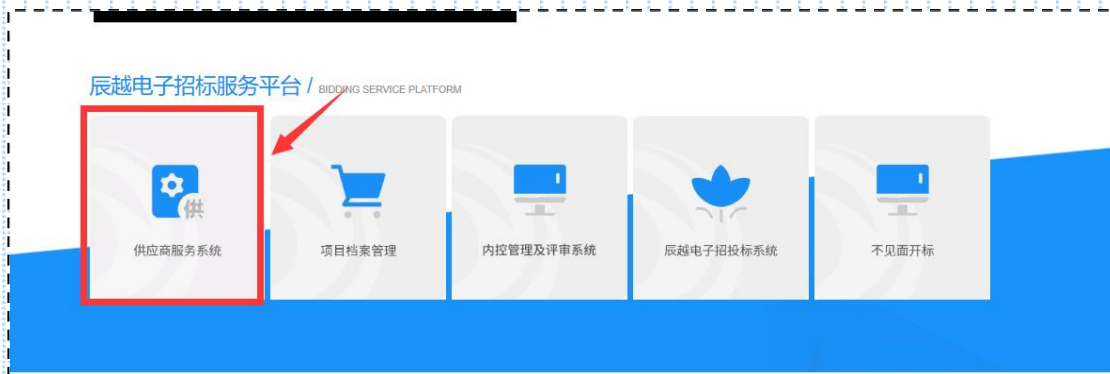 辰越电子招标服务平台 / BIDDING SERVICE PLATFORM
供
供应商服务系统
项目档案管理
内控管理及评审系统
辰越电子招投标系统
不见面开标